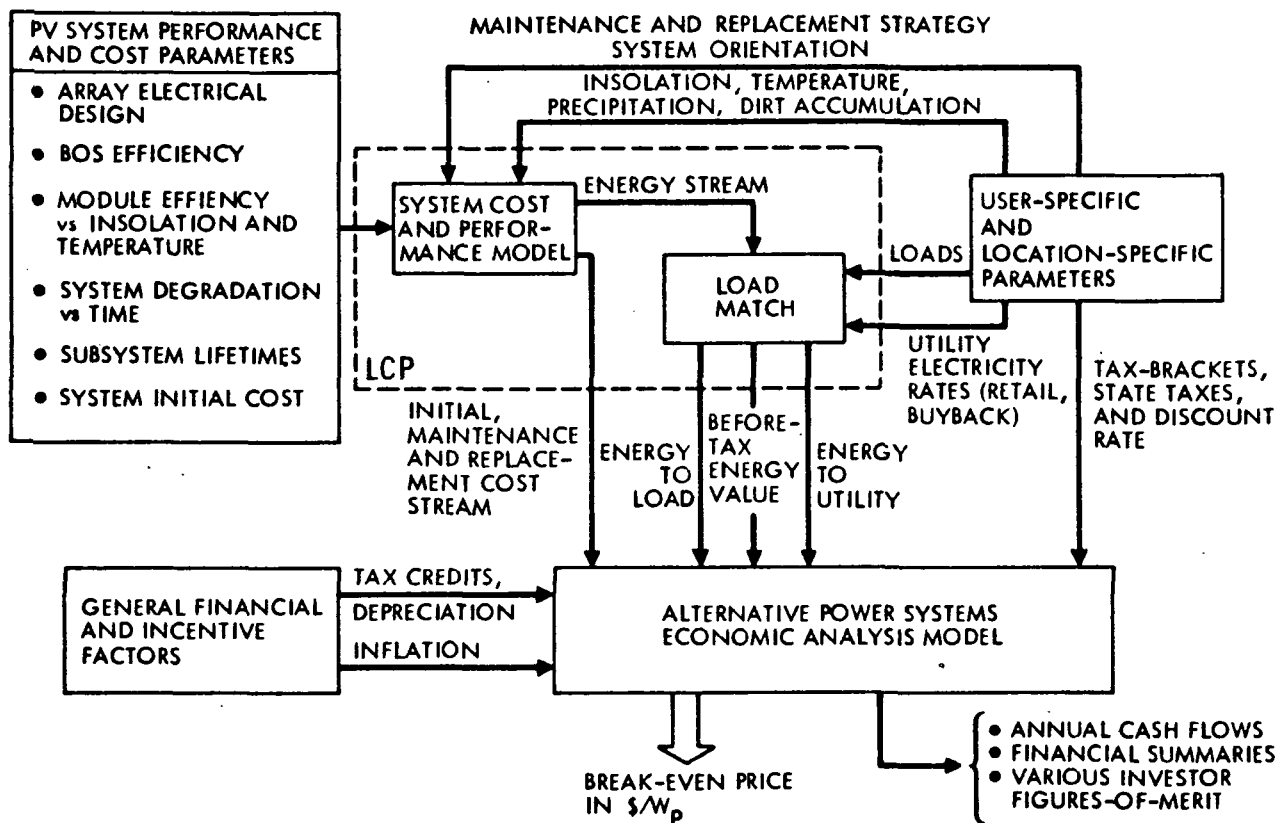 PV SYSTEM PERFORMANCE
AND COST PARAMETERS
• ARRAY ELECTRICAL
DESIGN
• BOS EFFICIENCY
• MODULE EFFIENCY
vs INSOLATION AND
TEMPERATURE
• SYSTEM DEGRADATION
vs TIME
• SUBSYSTEM LIFETIMES
• SYSTEM INITIAL COST
MAINTENANCE AND REPLACEMENT STRATEGY
SYSTEM ORIENTATION
INSOLATION, TEMPERATURE,
PRECIPITATION, DIRT ACCUMULATION
SYSTEM COST
AND PERFOR-
MANCE MODEL
ENERGY STREAM
LOAD
MATCH
LCP
LOADS
USER-SPECIFIC
AND
LOCATION-SPECIFIC
PARAMETERS
UTILITY
ELECTRICITY
RATES (RETAIL,
BUYBACK)
TAX-BRACKETS,
STATE TAXES,
AND DISCOUNT
RATE
INITIAL,
MAINTENANCE
AND REPLACE-
MENT COST
STREAM
ENERGY
TO
LOAD
BEFORE-
TAX
ENERGY
VALUE
ENERGY
TO
UTILITY
GENERAL FINANCIAL
AND INCENTIVE
FACTORS
TAX CREDITS,
DEPRECIATION
INFLATION
ALTERNATIVE POWER SYSTEMS
ECONOMIC ANALYSIS MODEL
BREAK-EVEN PRICE
IN $/Wp
• ANNUAL CASH FLOWS
• FINANCIAL SUMMARIES
• VARIOUS INVESTOR
FIGURES-OF-MERIT